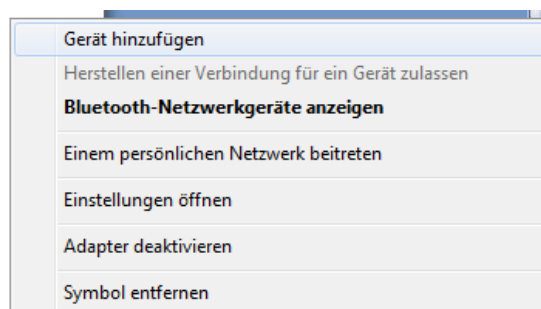 Gerät hinzufügen
Herstellen einer Verbindung für ein Gerät zulassen
Bluetooth-Netzwerkgeräte anzeigen
Einem persönlichen Netzwerk beitreten
Einstellungen öffnen
Adapter deaktivieren
Symbol entfernen